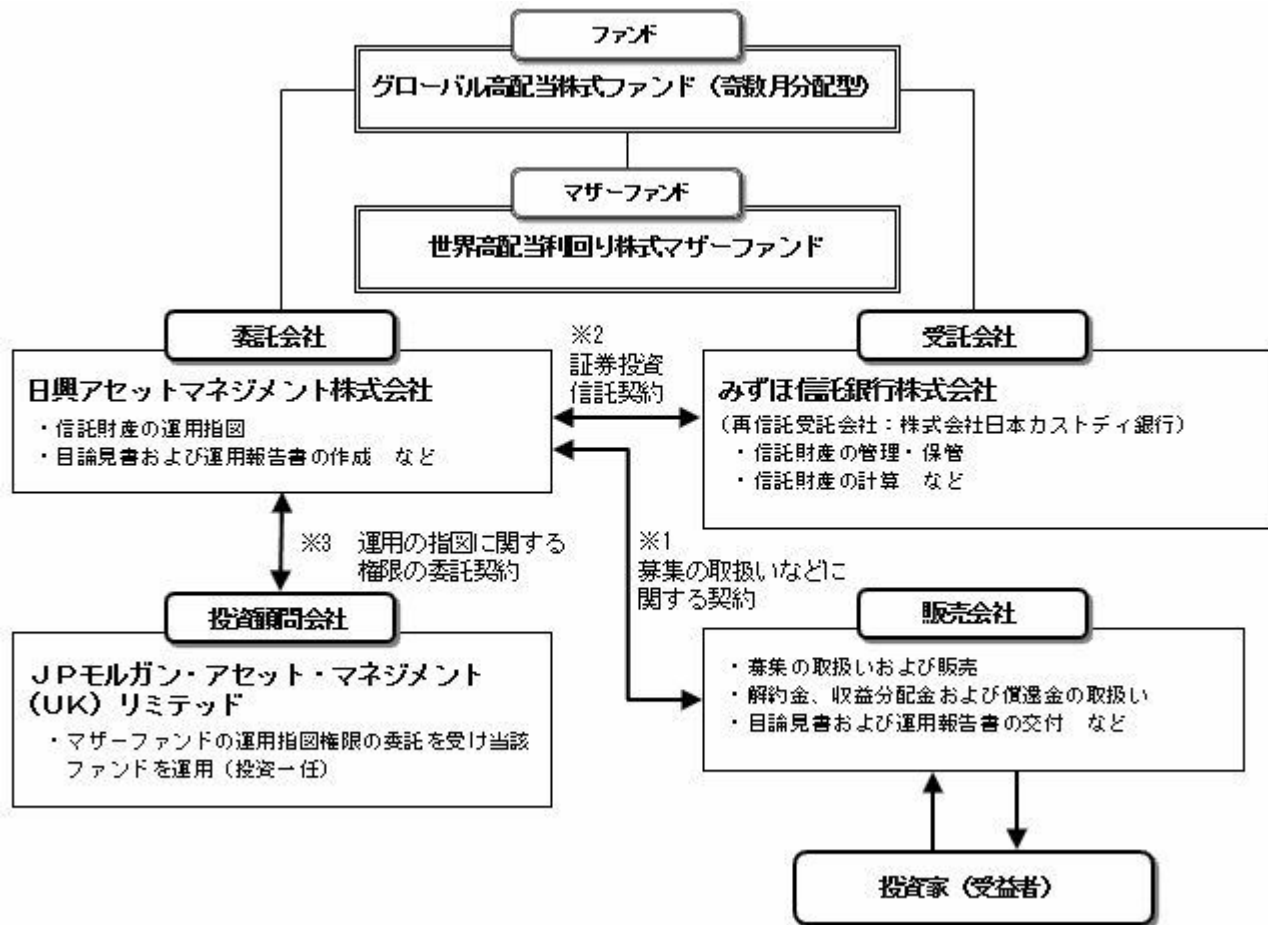 ファンド
グローバル高配当株式ファンド（奇数月分配型）
マザーファンド
世界高配当利回り株式マザーファンド
委託会社
日興アセットマネジメント株式会社
・信託財産の運用指図
・目論見書および運用報告書の作成　など
※2
証券投資
信託契約
受託会社
みずほ信託銀行株式会社
（再信託受託会社：株式会社日本カストディ銀行）
・信託財産の管理・保管
・信託財産の計算　など
※3　運用の指図に関する
権限の委託契約
※1
募集の取扱いなどに
関する契約
投資顧問会社
ＪＰモルガン・アセット・マネジメント
（UK）リミテッド
・マザーファンドの運用指図権限の委託を受け当該
ファンドを運用（投資一任）
販売会社
・募集の取扱いおよび販売
・解約金、収益分配金および償還金の取扱い
・目論見書および運用報告書の交付　など
投資家（受益者）